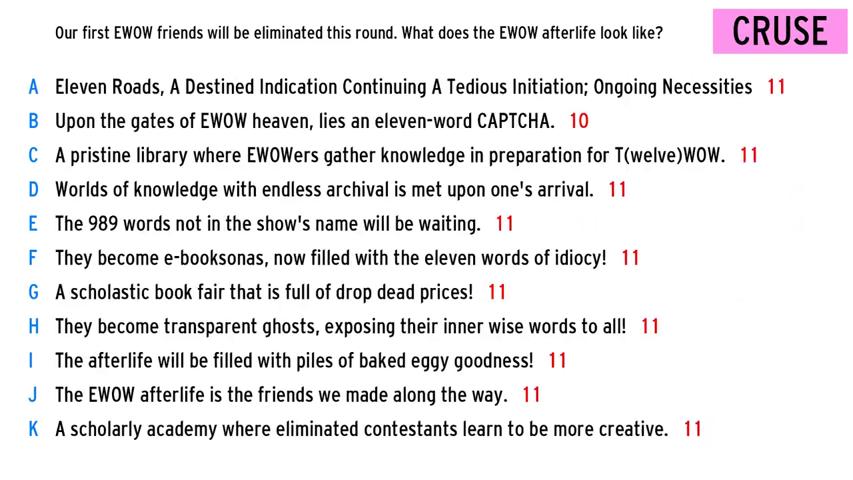 Our first EWOW friends will be eliminated this round. What does the EWOW afterlife look like?
CRUSE
A Eleven Roads, A Destined Indication Continuing A Tedious Initiation; Ongoing Necessities 11
B Upon the gates of EWOW heaven, lies an eleven-word CAPTCHA. 10
C A pristine library where EWOWers gather knowledge in preparation for T(welve)WOW. 11
D Worlds of knowledge with endless archival is met upon one's arrival. 11
E The 989 words not in the show's name will be waiting. 11
F They become e-booksonas, now filled with the eleven words of idiocy! 11
G A scholastic book fair that is full of drop dead prices! 11
H They become transparent ghosts, exposing their inner wise words to all! 11
I The afterlife will be filled with piles of baked eggy goodness! 11
J The EWOW afterlife is the friends we made along the way. 11
K A scholarly academy where eliminated contestants learn to be more creative. 11